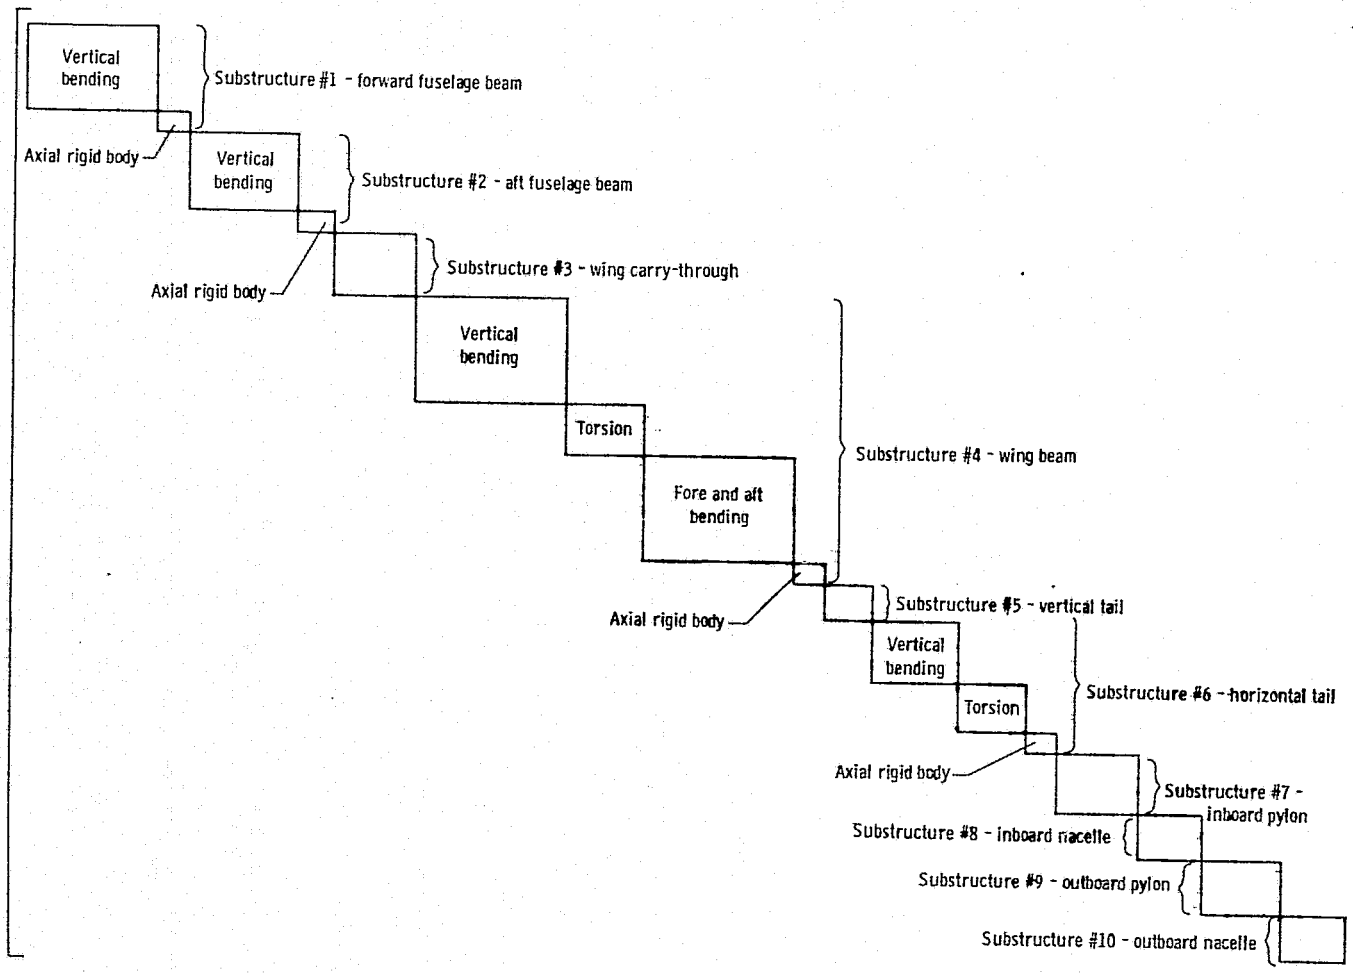 Vertical
bending
Substructure #1 - forward fuselage beam
Axial rigid body
Vertical
bending
Substructure #2 - aft fuselage beam
Axial rigid body
Substructure #3 - wing carry-through
Vertical
bending
Torsion
Substructure #4 - wing beam
Fore and aft
bending
Axial rigid body
Substructure #5 - vertical tail
Vertical
bending
Substructure #6 - horizontal tail
Torsion
Axial rigid body
Substructure #7 -
inboard pylon
Substructure #8 - inboard nacelle
Substructure #9 - outboard pylon
Substructure #10 - outboard nacelle